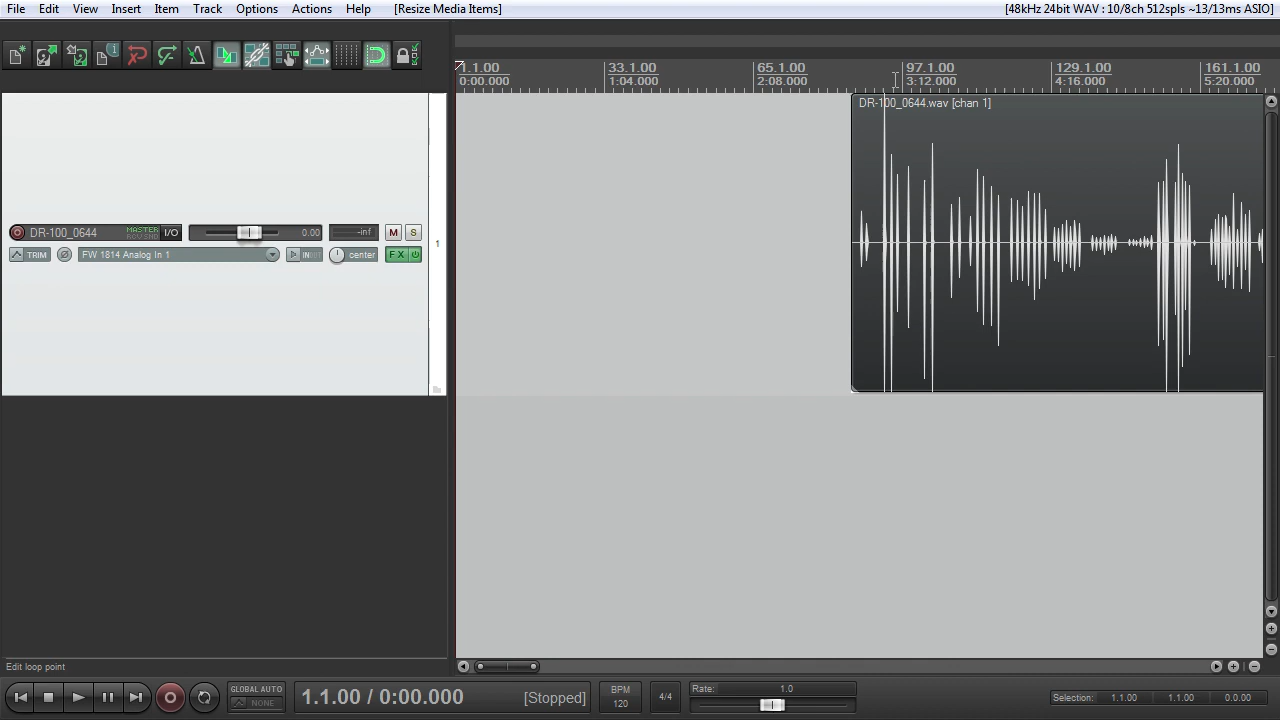 File Edit View Insert Item Track Options Actions Help [Resize Media Items] [48kHz 24bit WAV : 10/8ch 512spls ~13/13ms ASIO]
1.1.00 33.1.00 65.1.00 97.1.00 129.1.00 161.1.00
0:00.000 1:04.000 2:08.000 3:12.000 4:16.000 5:20.000
DR-100_0644.wav [chan 1]
DR-100_0644 MASTER I/O 0.00 -inf M S
TRIM FW 1814 Analog In 1 IN center FX
1
Edit loop point
1.1.00 / 0:00.000 [Stopped]
GLOBAL AUTO
NONE
BPM
120
4/4
Rate: 1.0
Selection: 1.1.00 1.1.00 0.0.00